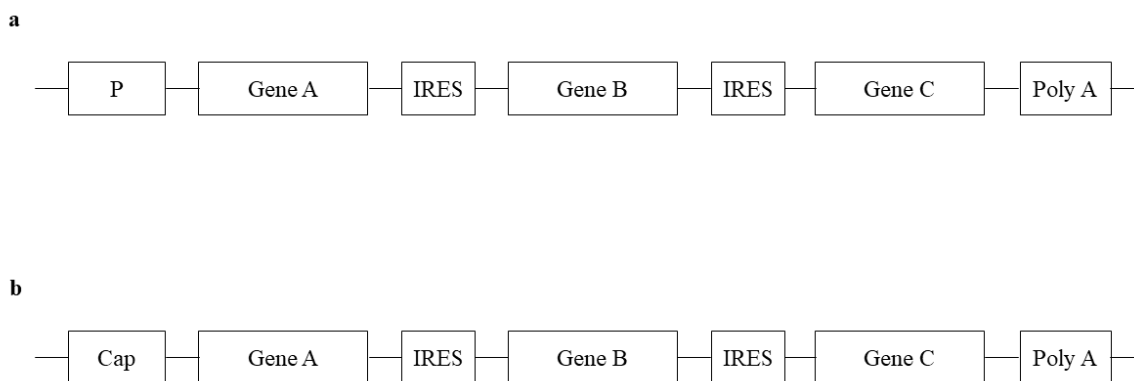 a
P Gene A IRES Gene B IRES Gene C Poly A
b
Cap Gene A IRES Gene B IRES Gene C Poly A